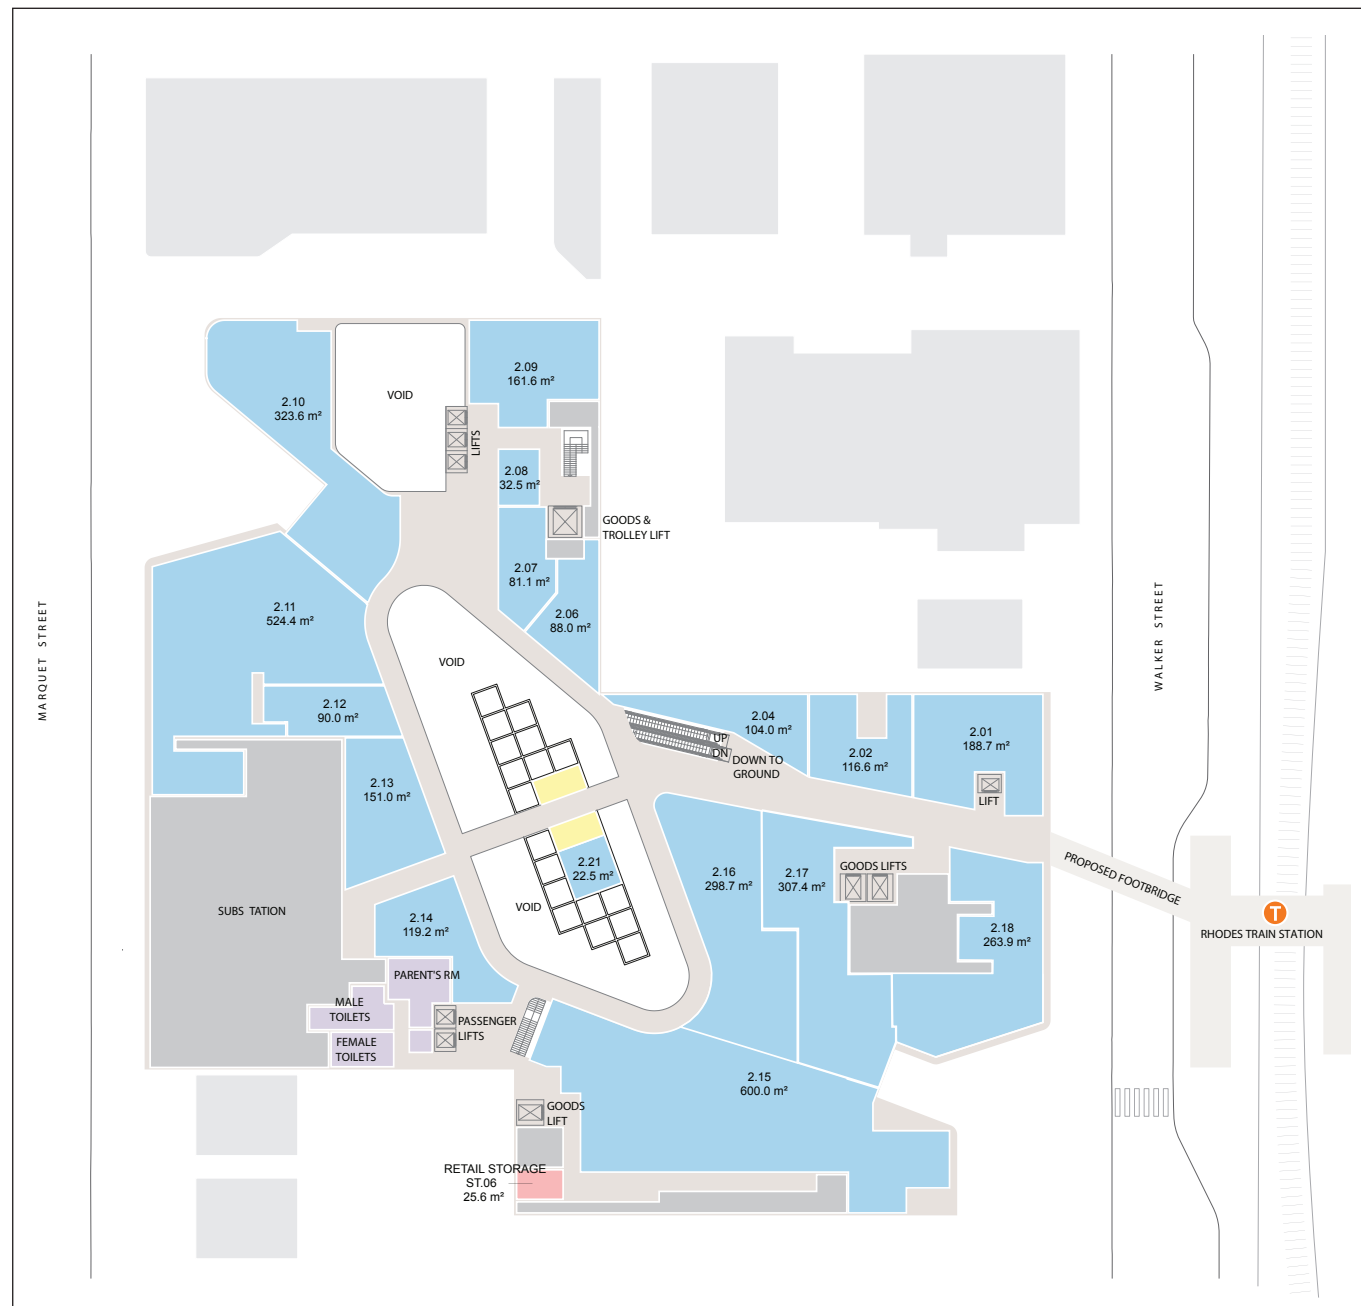 2.09
161.6 m²
VOID
2.10
323.6 m²
LIFTS
2.08
32.5 m²
GOODS &
TROLLEY LIFT
2.07
81.1 m²
2.06
88.0 m²
2.11
524.4 m²
MARQUET STREET
WALKER STREET
VOID
2.12
90.0 m²
2.04
104.0 m²
UP
DN
DOWN TO
GROUND
2.02
116.6 m²
2.01
188.7 m²
LIFT
2.13
151.0 m²
2.21
22.5 m²
VOID
2.16
298.7 m²
2.17
307.4 m²
GOODS LIFTS
PROPOSED FOOTBRIDGE
T
RHODES TRAIN STATION
2.18
263.9 m²
SUBS TATION
2.14
119.2 m²
PARENT'S RM
MALE
TOILETS
FEMALE
TOILETS
PASSENGER
LIFTS
2.15
600.0 m²
GOODS
LIFT
RETAIL STORAGE
ST.06
25.6 m²